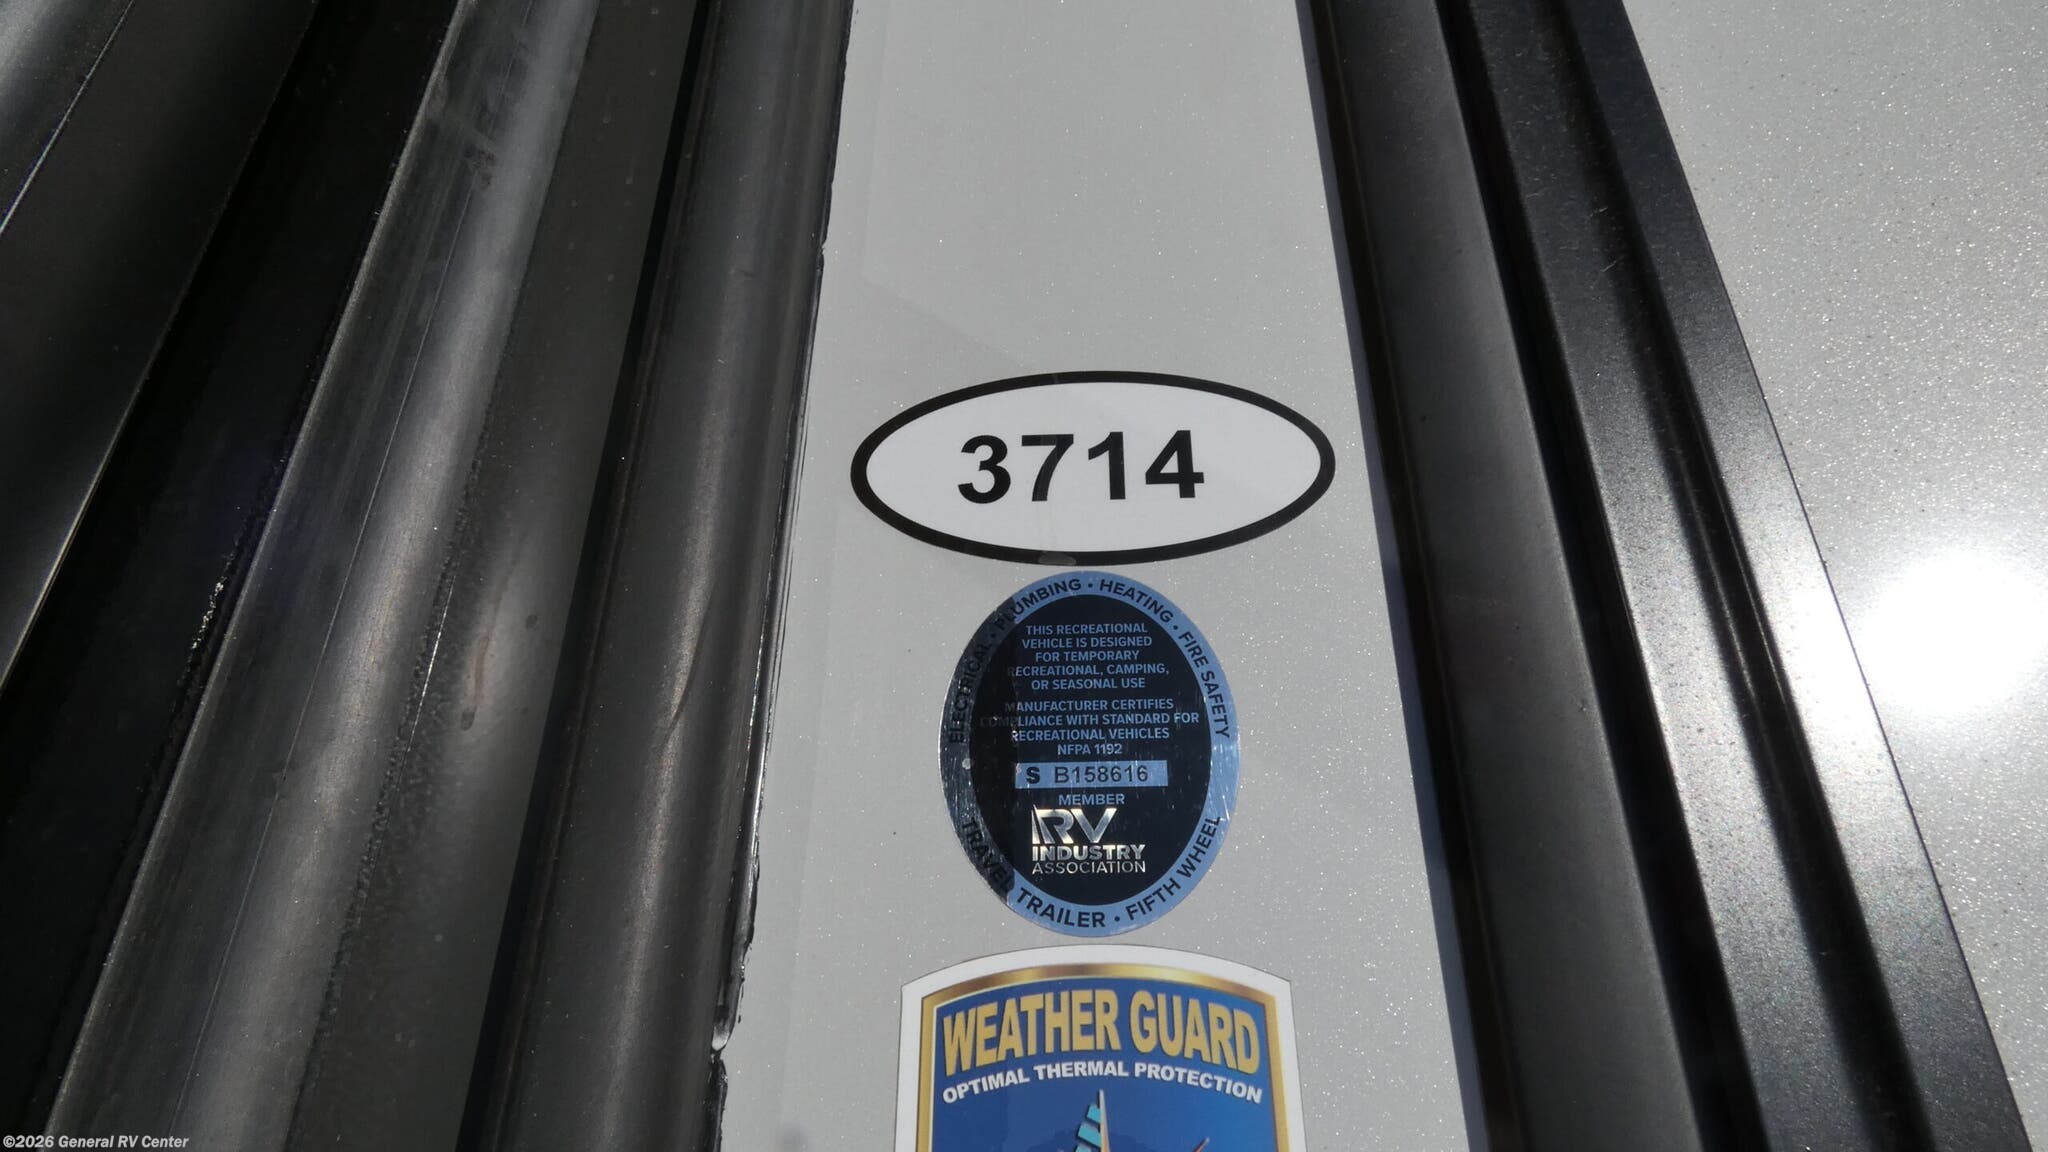 3714
ELECTRICAL • PLUMBING • HEATING • FIRE SAFETY
THIS RECREATIONAL
VEHICLE IS DESIGNED
FOR TEMPORARY
RECREATIONAL, CAMPING,
OR SEASONAL USE
MANUFACTURER CERTIFIES
COMPLIANCE WITH STANDARD FOR
RECREATIONAL VEHICLES
NFPA 1192
S B158616
MEMBER
RV
INDUSTRY
ASSOCIATION
TRAVEL TRAILER • FIFTH WHEEL
WEATHER GUARD
OPTIMAL THERMAL PROTECTION
©2026 General RV Center